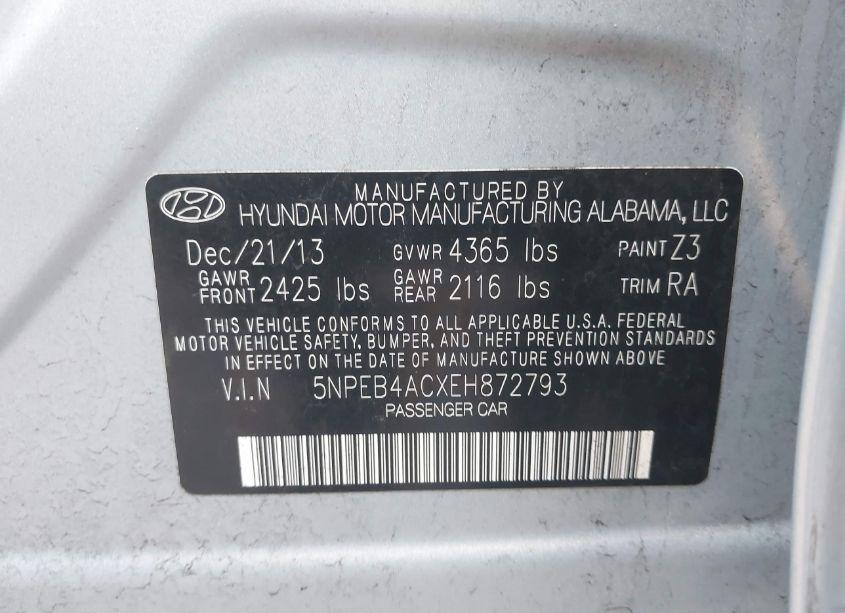 MANUFACTURED BY
HYUNDAI MOTOR MANUFACTURING ALABAMA, LLC
Dec/21/13 GVWR 4365 lbs PAINT Z3
GAWR FRONT 2425 lbs GAWR REAR 2116 lbs TRIM RA
THIS VEHICLE CONFORMS TO ALL APPLICABLE U.S.A. FEDERAL
MOTOR VEHICLE SAFETY, BUMPER, AND THEFT PREVENTION STANDARDS
IN EFFECT ON THE DATE OF MANUFACTURE SHOWN ABOVE
V.I.N 5NPEB4ACXEH872793
PASSENGER CAR